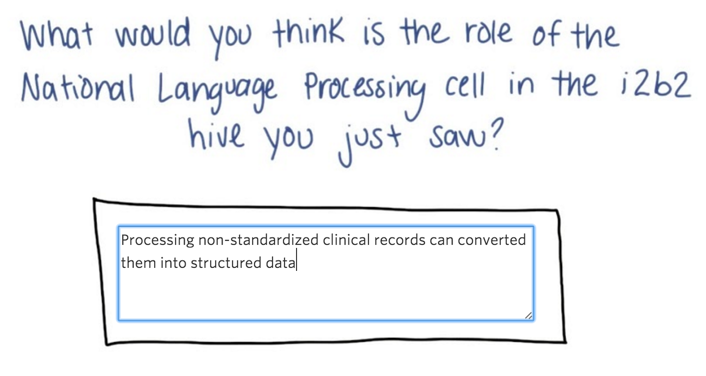 What would you think is the role of the
National Language Processing cell in the i2b2
hive you just saw?
Processing non-standardized clinical records can converted
them into structured data